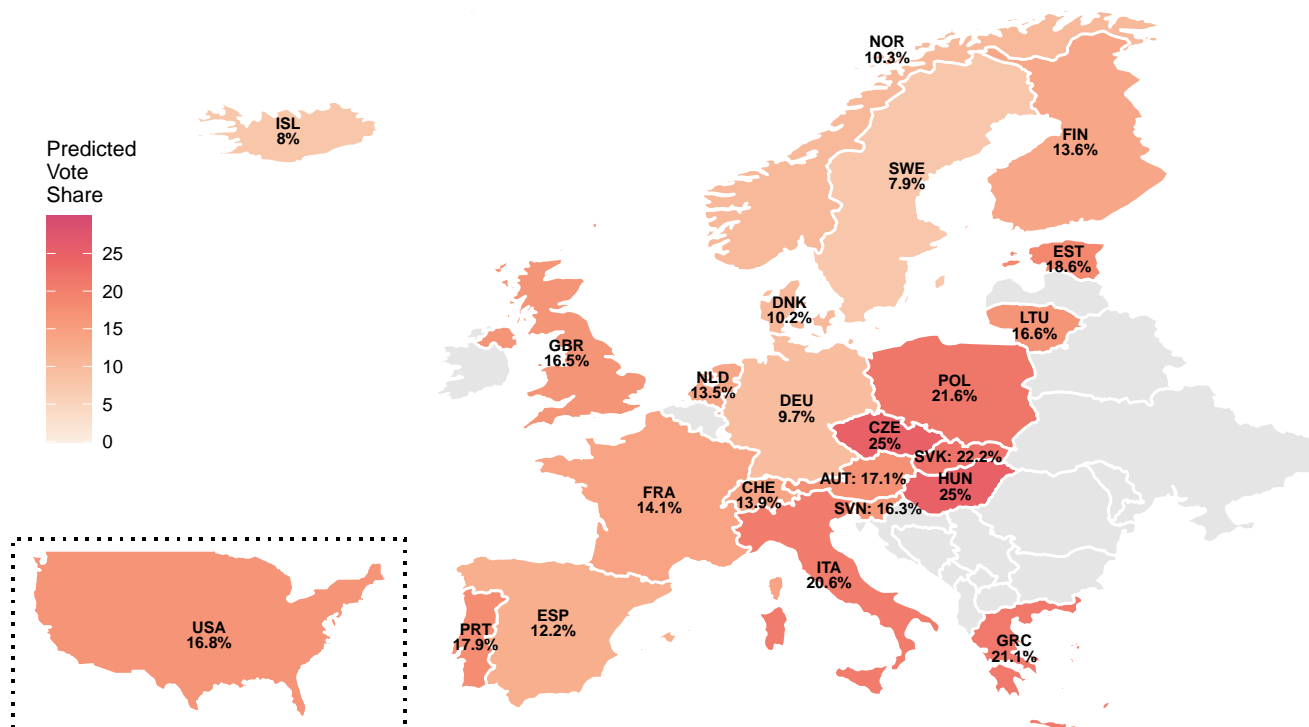 NOR
10.3%
ISL
8%
FIN
13.6%
Predicted
Vote
Share
SWE
7.9%
25
20
15
10
5
0
EST
18.6%
DNK
10.2%
LTU
16.6%
GBR
16.5%
NLD
13.5%
POL
21.6%
DEU
9.7%
CZE
25%
SVK: 22.2%
AUT: 17.1%
HUN
25%
CHE
13.9%
FRA
14.1%
SVN: 16.3%
ITA
20.6%
ESP
12.2%
PRT
17.9%
USA
16.8%
GRC
21.1%